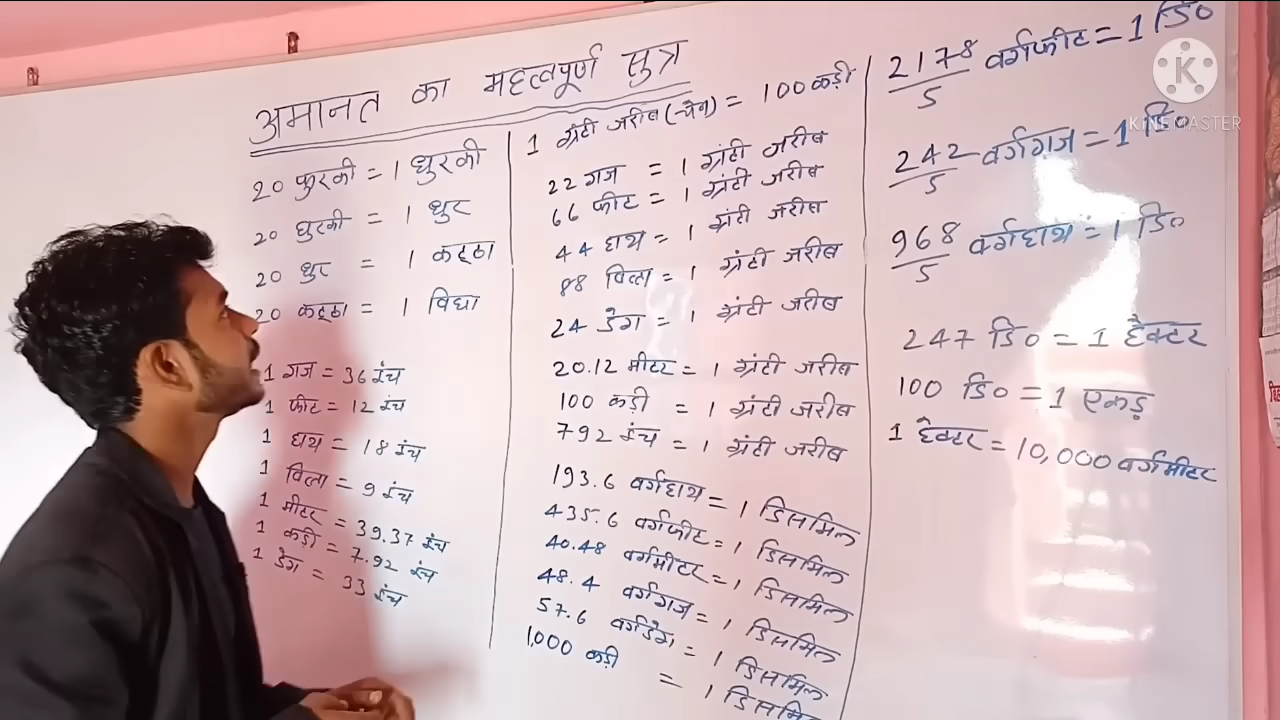 अमानत का महत्वपूर्ण सुत्र
20 फुरकी = 1 धुरकी
20 धुरकी = 1 धुर
20 धुर = 1 कट्ठा
20 कट्ठा = 1 विघा
1 गज = 36 इंच
1 फीट = 12 इंच
1 हाथ = 18 इंच
1 विता = 9 इंच
1 मीटर = 39.37 इंच
1 कड़ी = 7.92 इंच
1 डेग = 33 इंच
1 ग्रंटी जरीब (चेन) = 100 कड़ी
22 गज = 1 ग्रंटी जरीब
66 फीट = 1 ग्रंटी जरीब
44 हाथ = 1 ग्रंटी जरीब
88 विता = 1 ग्रंटी जरीब
24 डेग = 1 ग्रंटी जरीब
20.12 मीटर = 1 ग्रंटी जरीब
100 कड़ी = 1 ग्रंटी जरीब
792 इंच = 1 ग्रंटी जरीब
193.6 वर्गहाथ = 1 डिसमिल
435.6 वर्गफीट = 1 डिसमिल
40.48 वर्गमीटर = 1 डिसमिल
48.4 वर्गगज = 1 डिसमिल
57.6 वर्गडेग = 1 डिसमिल
1,000 कड़ी = 1 डिसमिल
2178/5 वर्गफीट = 1 डि०
242/5 वर्गगज = 1 डि०
968/5 वर्गहाथ = 1 डि०
247 डि० = 1 हैक्टर
100 डि० = 1 एकड़
1 हैक्टर = 10,000 वर्गमीटर
K
KINEMASTER